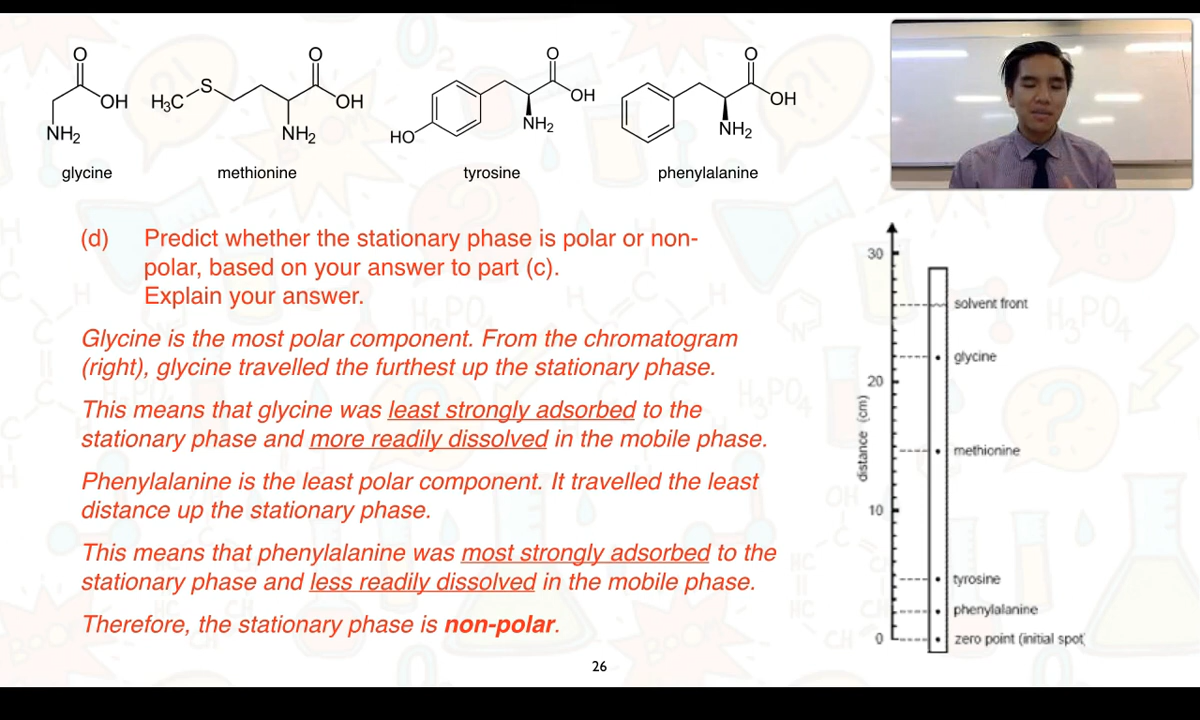 O
OH
NH2
glycine
H3C
S
O
OH
NH2
methionine
HO
O
OH
NH2
tyrosine
O
OH
NH2
phenylalanine
(d) Predict whether the stationary phase is polar or non-
polar, based on your answer to part (c).
Explain your answer.
Glycine is the most polar component. From the chromatogram
(right), glycine travelled the furthest up the stationary phase.
This means that glycine was least strongly adsorbed to the
stationary phase and more readily dissolved in the mobile phase.
Phenylalanine is the least polar component. It travelled the least
distance up the stationary phase.
This means that phenylalanine was most strongly adsorbed to the
stationary phase and less readily dissolved in the mobile phase.
Therefore, the stationary phase is non-polar.
distance (cm)
30
20
10
0
solvent front
glycine
methionine
tyrosine
phenylalanine
zero point (initial spot)
26